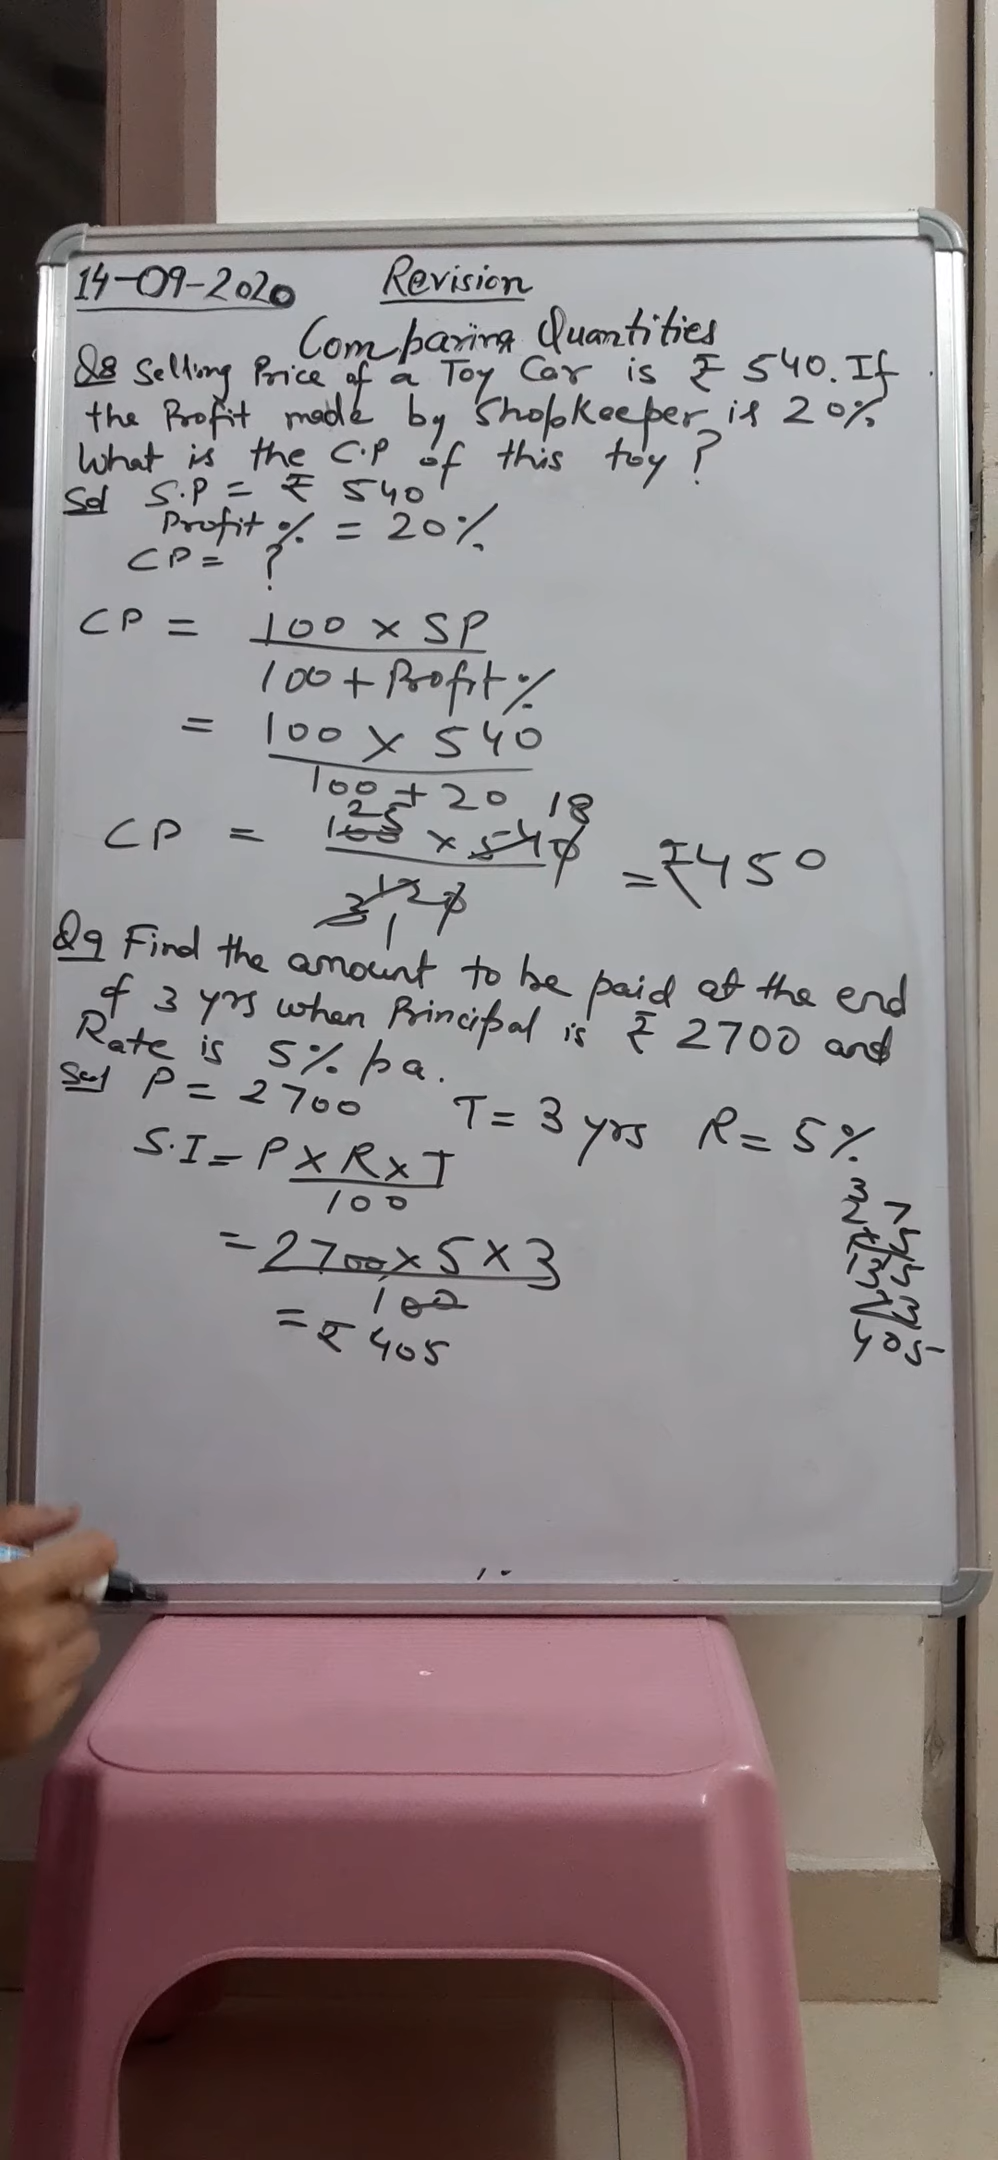 14-09-2020 Revision
Comparing Quantities
Q8 Selling Price of a Toy Car is ₹ 540. If
the Profit made by Shopkeeper is 20%
What is the C.P of this toy?
Sol S.P = ₹ 540
Profit % = 20%
CP = ?
CP = 100 × SP
100 + Profit %
= 100 × 540
100 + 20
25 18
CP = 100 × 540 = ₹450
3 120
1
Q9 Find the amount to be paid at the end
of 3 yrs when Principal is ₹ 2700 and
Rate is 5% pa.
Sol P = 2700 T = 3 yrs R = 5%
S.I = P × R × T
100
= 2700 × 5 × 3
100
= ₹ 405
3
27
×5
135
×3
405